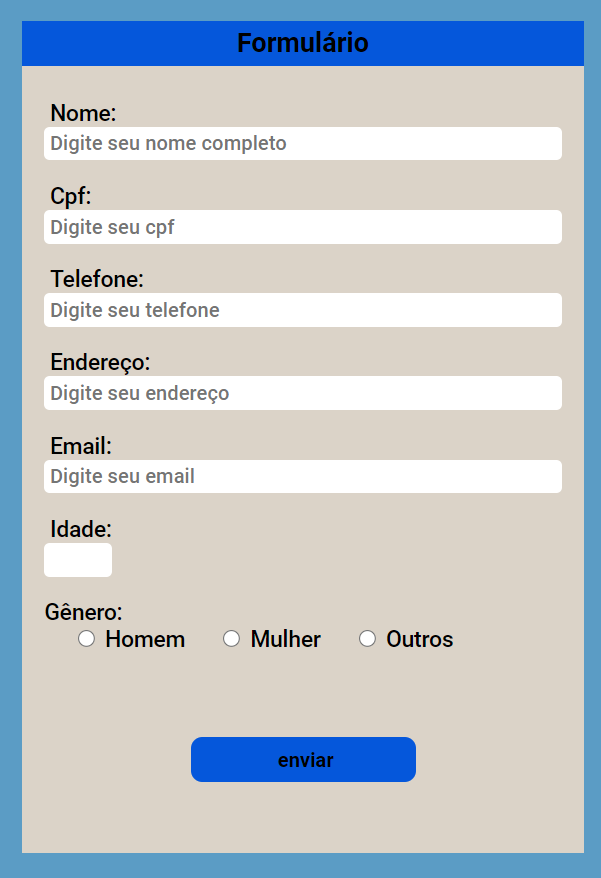 Formulário
Nome:
Digite seu nome completo
Cpf:
Digite seu cpf
Telefone:
Digite seu telefone
Endereço:
Digite seu endereço
Email:
Digite seu email
Idade:
Gênero:
Homem Mulher Outros
enviar